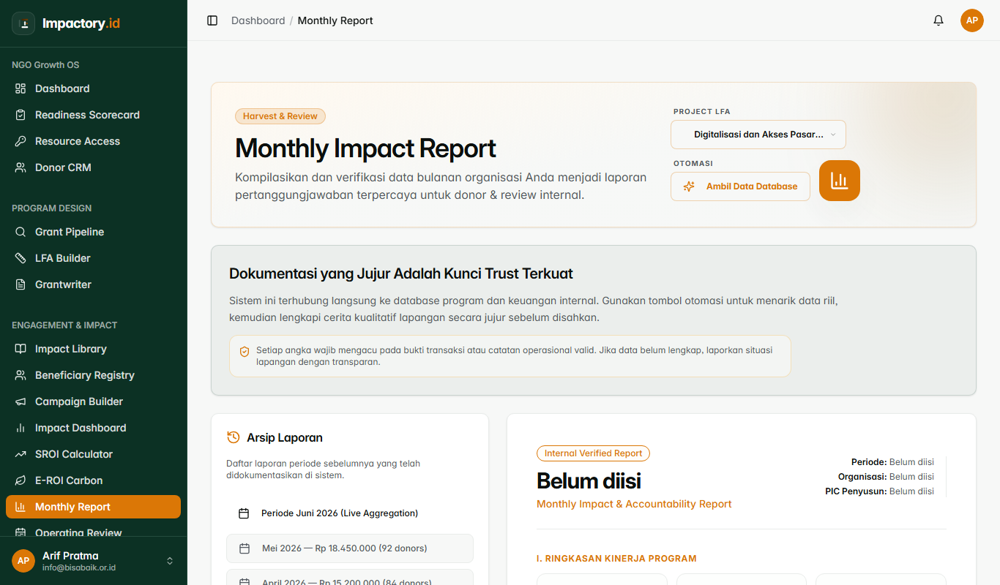 Impactory.id
NGO Growth OS
Dashboard
Readiness Scorecard
Resource Access
Donor CRM
PROGRAM DESIGN
Grant Pipeline
LFA Builder
Grantwriter
ENGAGEMENT & IMPACT
Impact Library
Beneficiary Registry
Campaign Builder
Impact Dashboard
SROI Calculator
E-ROI Carbon
Monthly Report
Operating Review
AP
Arif Pratma
info@bisabaik.or.id
Dashboard / Monthly Report
AP
Harvest & Review
Monthly Impact Report
Kompilasikan dan verifikasi data bulanan organisasi Anda menjadi laporan
pertanggungjawaban terpercaya untuk donor & review internal.
PROJECT LFA
Digitalisasi dan Akses Pasar...
OTOMASI
Ambil Data Database
Dokumentasi yang Jujur Adalah Kunci Trust Terkuat
Sistem ini terhubung langsung ke database program dan keuangan internal. Gunakan tombol otomasi untuk menarik data riil,
kemudian lengkapi cerita kualitatif lapangan secara jujur sebelum disahkan.
Setiap angka wajib mengacu pada bukti transaksi atau catatan operasional valid. Jika data belum lengkap, laporkan situasi
lapangan dengan transparan.
Arsip Laporan
Daftar laporan periode sebelumnya yang telah
didokumentasikan di sistem.
Periode Juni 2026 (Live Aggregation)
Mei 2026 — Rp 18.450.000 (92 donors)
April 2026 — Rp 15.200.000 (84 donors)
Internal Verified Report
Belum diisi
Monthly Impact & Accountability Report
Periode: Belum diisi
Organisasi: Belum diisi
PIC Penyusun: Belum diisi
I. RINGKASAN KINERJA PROGRAM